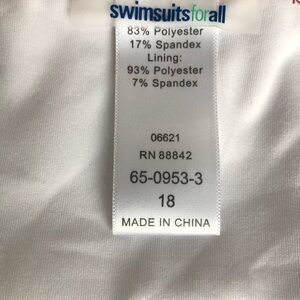 swimsuitsforall
83% Polyester
17% Spandex
Lining:
93% Polyester
7% Spandex
06621
RN 88842
65-0953-3
18
MADE IN CHINA